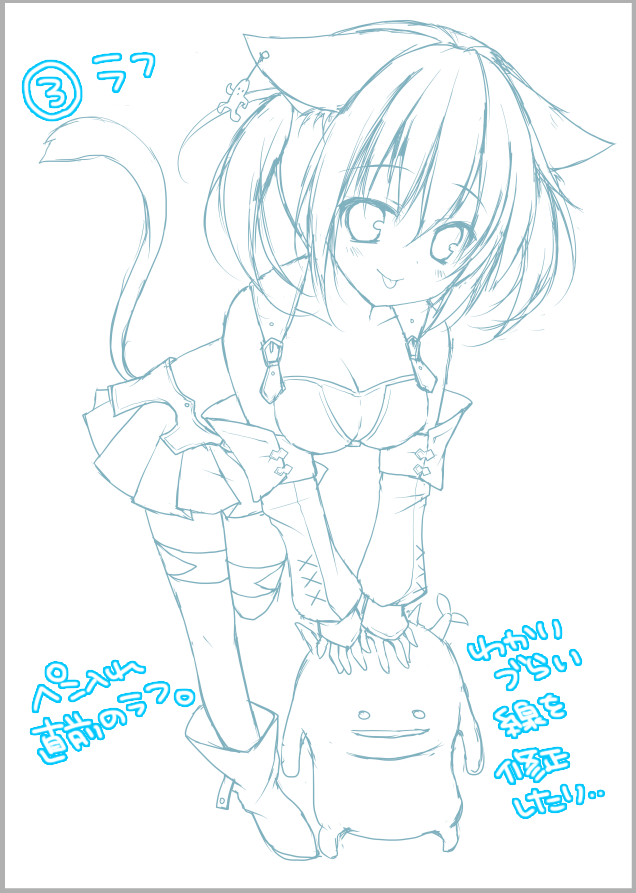 ③ ラフ
ペン入れ
直前のラフ。
わかり
づらい
線を
修正
したり‥